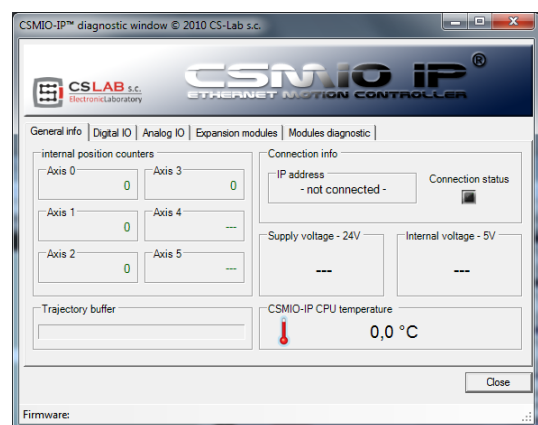 CSMIO-IP™ diagnostic window © 2010 CS-Lab s.c.
CSLAB s.c.
ElectronicLaboratory
CSMIO IP®
ETHERNET MOTION CONTROLLER
General info Digital IO Analog IO Expansion modules Modules diagnostic
internal position counters
Axis 0 Axis 3
0 0
Axis 1 Axis 4
0 ---
Axis 2 Axis 5
0 ---
Trajectory buffer
Connection info
IP address
- not connected -
Connection status
Supply voltage - 24V Internal voltage - 5V
--- ---
CSMIO-IP CPU temperature
0,0 °C
Close
Firmware: